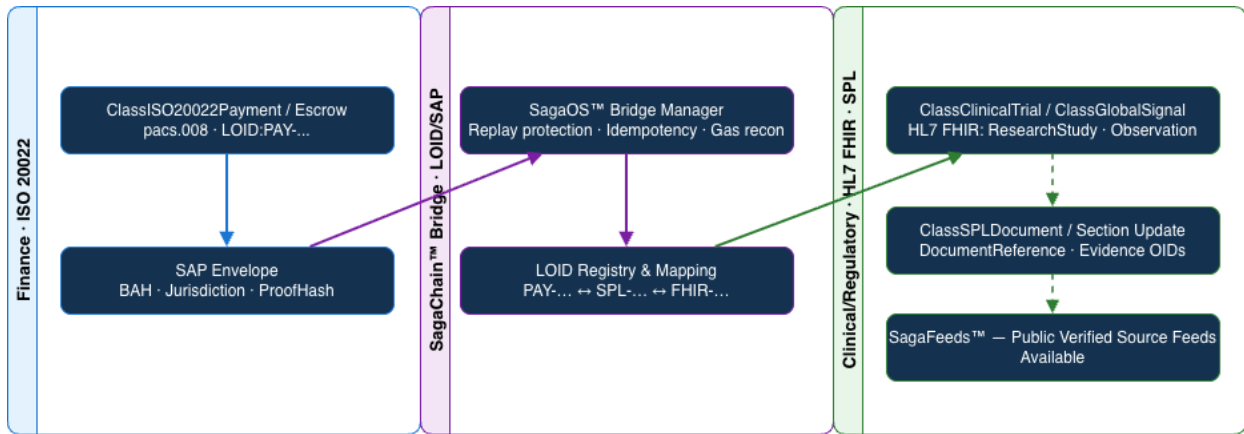 Finance · ISO 20022
ClassISO20022Payment / Escrow
pacs.008 · LOID:PAY-...
SAP Envelope
BAH · Jurisdiction · ProofHash
SagaChain™ Bridge · LOID/SAP
SagaOS™ Bridge Manager
Replay protection · Idempotency · Gas recon
LOID Registry & Mapping
PAY-... ↔ SPL-... ↔ FHIR-...
Clinical/Regulatory · HL7 FHIR · SPL
ClassClinicalTrial / ClassGlobalSignal
HL7 FHIR: ResearchStudy · Observation
ClassSPLDocument / Section Update
DocumentReference · Evidence OIDs
SagaFeeds™ — Public Verified Source Feeds
Available